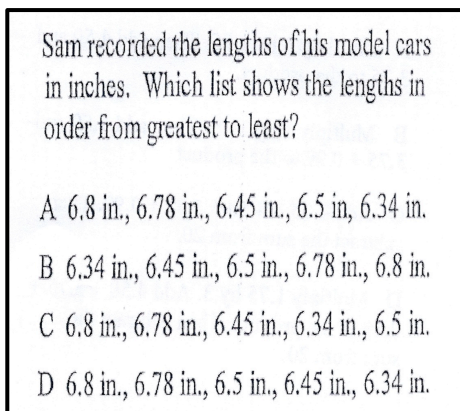 Sam recorded the lengths of his model cars
in inches. Which list shows the lengths in
order from greatest to least?
A 6.8 in., 6.78 in., 6.45 in., 6.5 in, 6.34 in.
B 6.34 in., 6.45 in., 6.5 in., 6.78 in., 6.8 in.
C 6.8 in., 6.78 in., 6.45 in., 6.34 in., 6.5 in.
D 6.8 in., 6.78 in., 6.5 in., 6.45 in., 6.34 in.